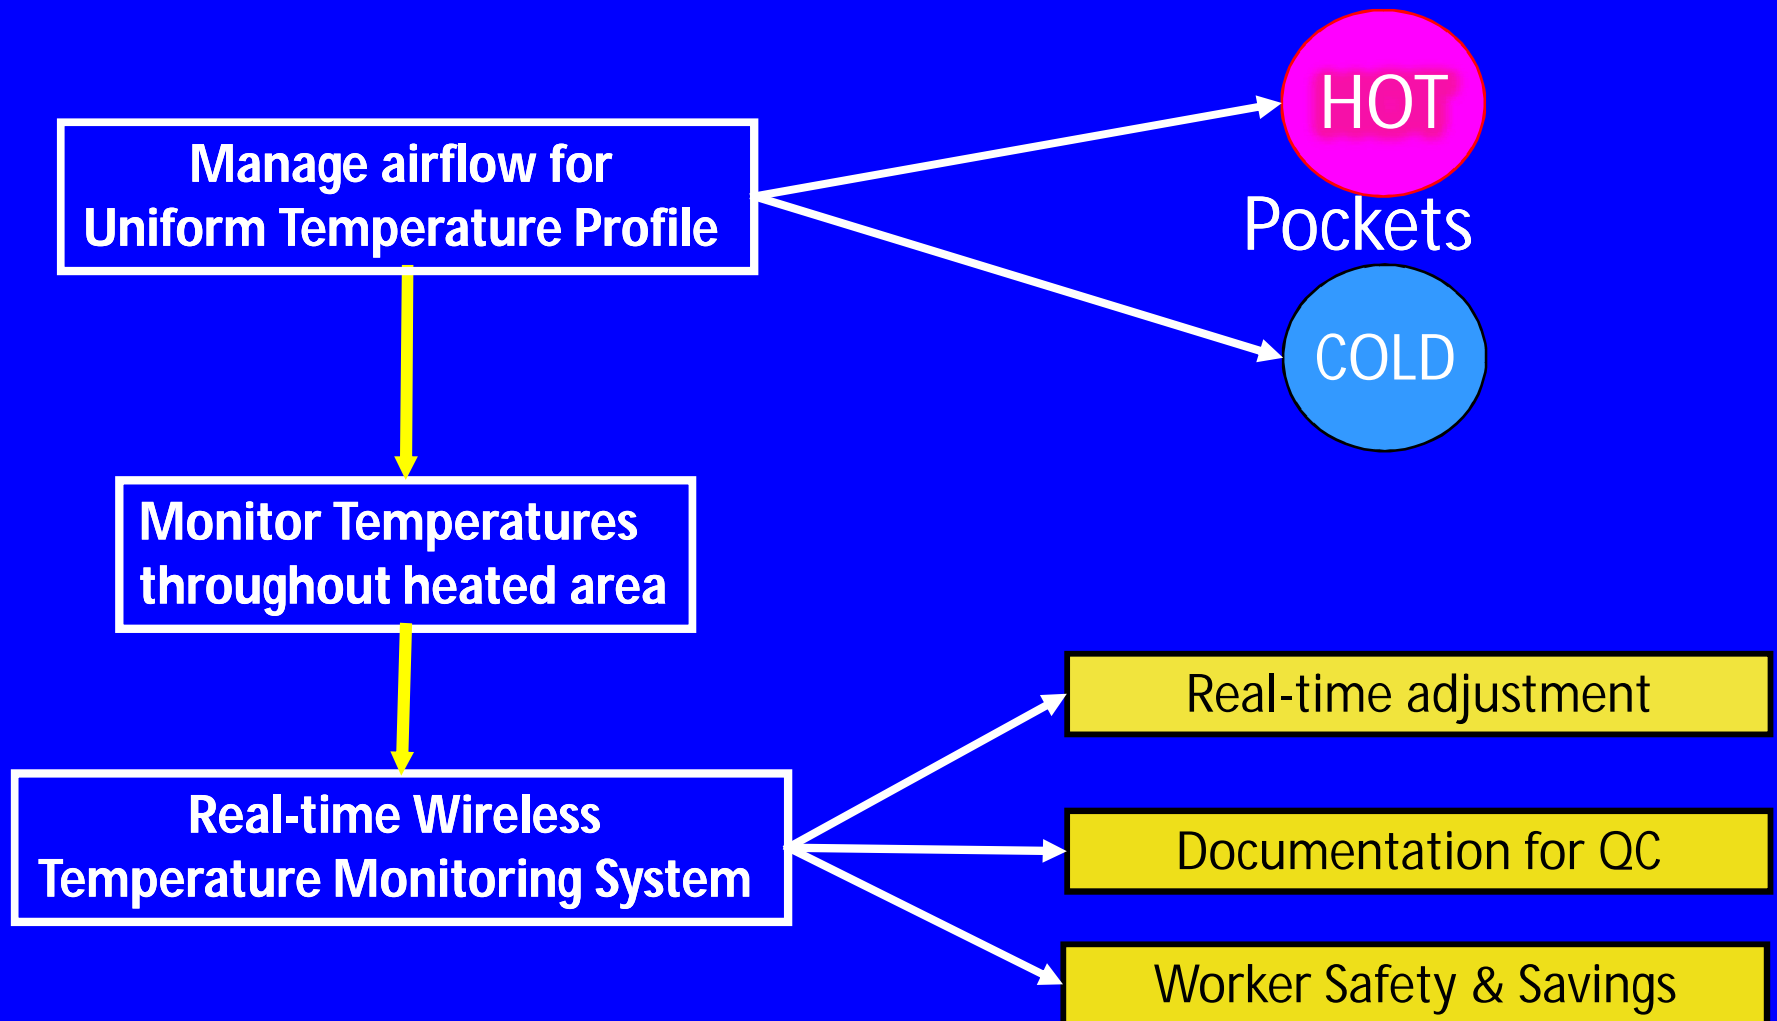 Manage airflow for
Uniform Temperature Profile
HOT
Pockets
COLD
Monitor Temperatures
throughout heated area
Real-time Wireless
Temperature Monitoring System
Real-time adjustment
Documentation for QC
Worker Safety & Savings